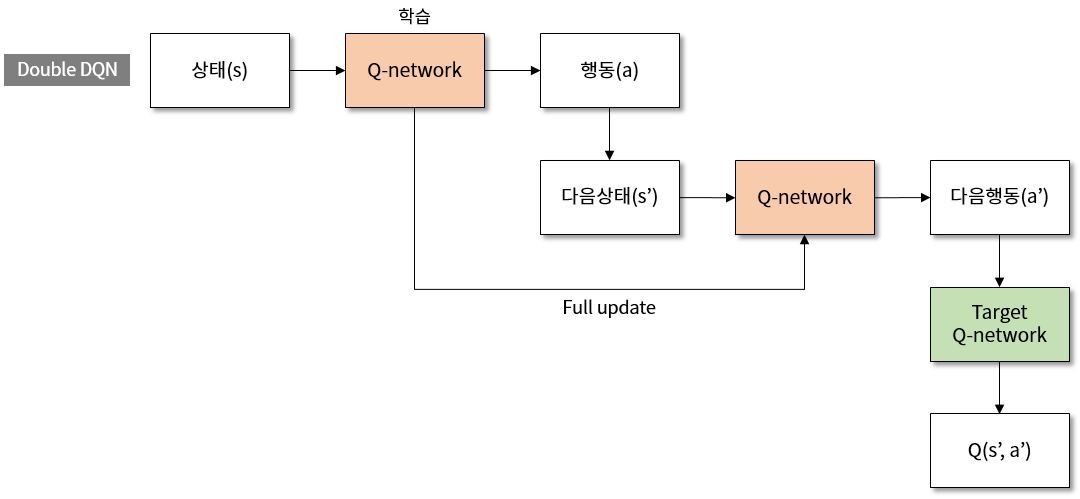 학습
Double DQN
상태(s)
Q-network
행동(a)
다음상태(s’)
Q-network
다음행동(a’)
Full update
Target
Q-network
Q(s’, a’)